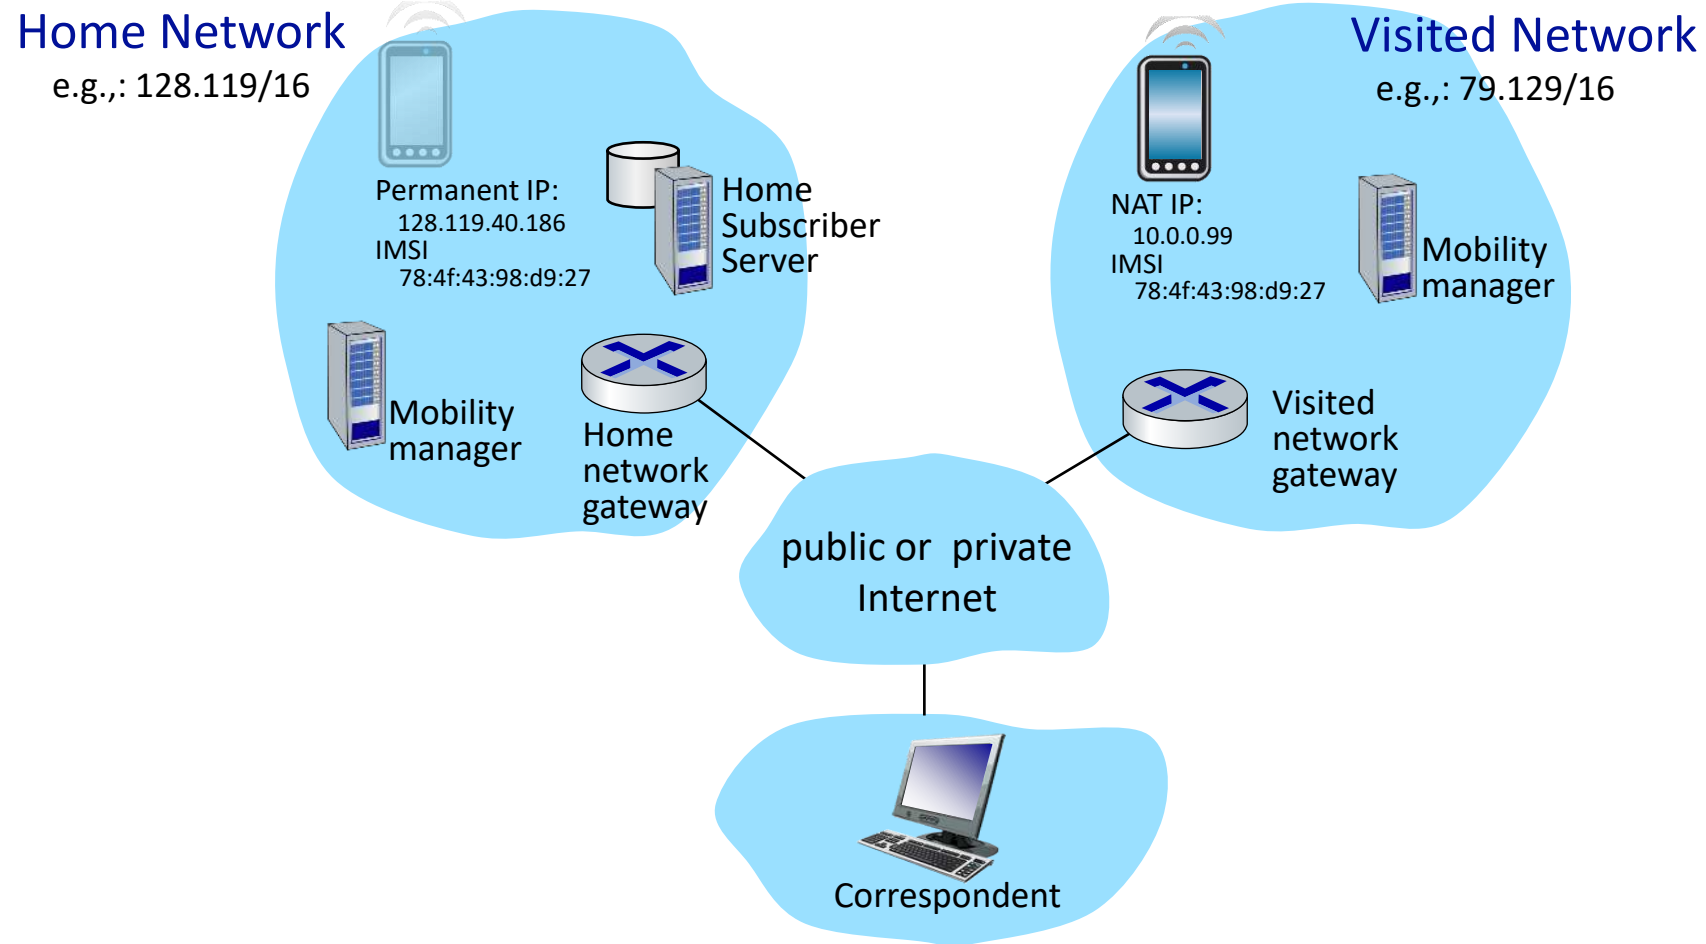 Home Network
e.g.,: 128.119/16
Permanent IP:
128.119.40.186
IMSI
78:4f:43:98:d9:27
Home
Subscriber
Server
Mobility
manager
Home
network
gateway
Visited Network
e.g.,: 79.129/16
NAT IP:
10.0.0.99
IMSI
78:4f:43:98:d9:27
Mobility
manager
Visited
network
gateway
public or  private
Internet
Correspondent